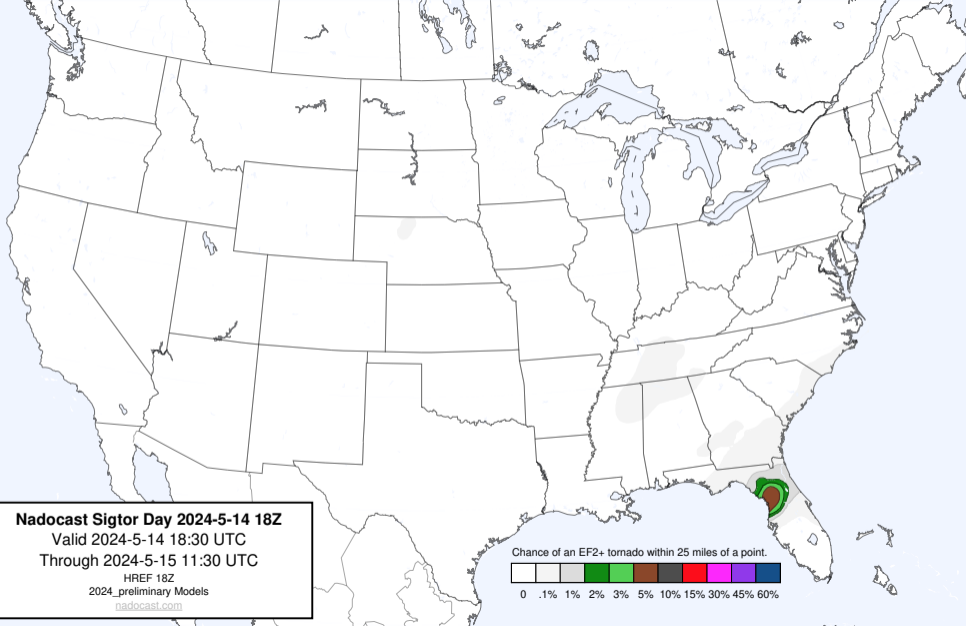 Nadocast Sigtor Day 2024-5-14 18Z
Valid 2024-5-14 18:30 UTC
Through 2024-5-15 11:30 UTC
HREF 18Z
2024_preliminary Models
nadocast.com
Chance of an EF2+ tornado within 25 miles of a point.
0 .1% 1% 2% 3% 5% 10% 15% 30% 45% 60%